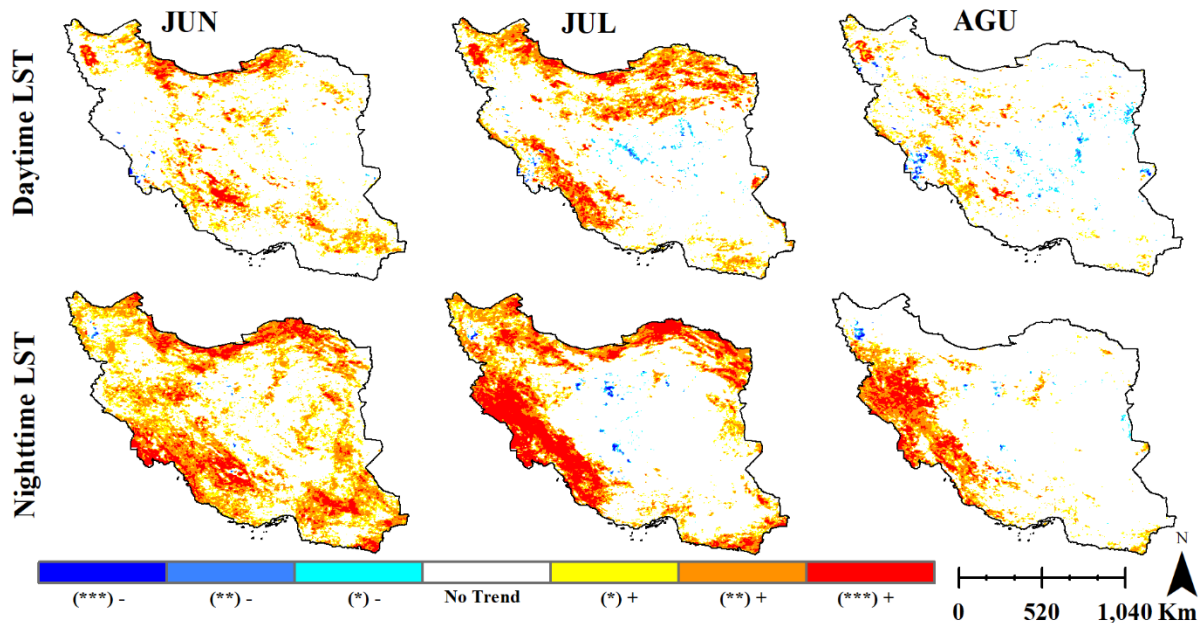 JUN JUL AGU
Daytime LST
Nighttime LST
N
(***) - (**) - (*) - No Trend (*) + (**) + (***) +
0 520 1,040 Km